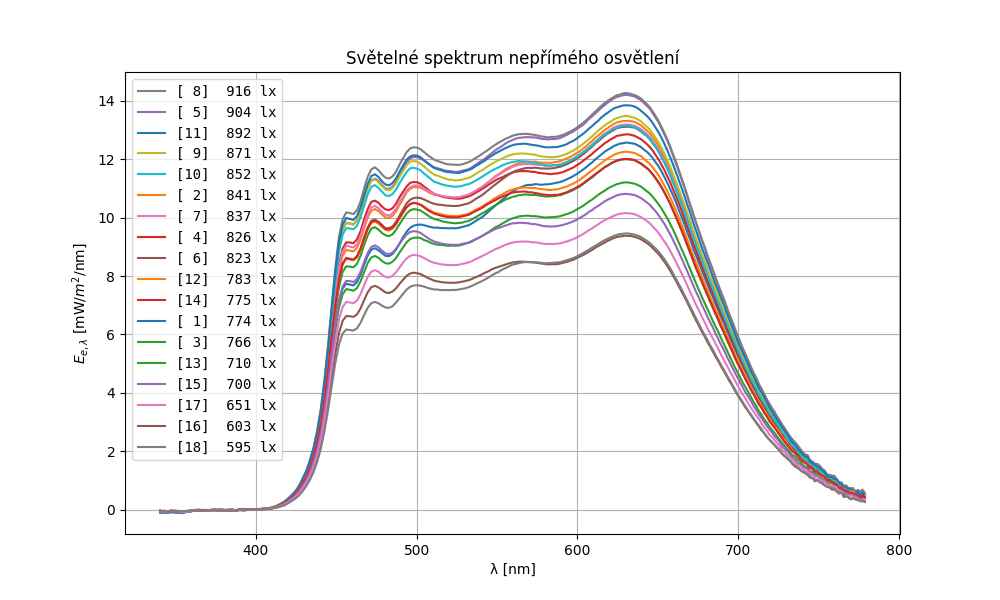 Světelné spektrum nepřímého osvětlení
[ 8] 916 lx
[ 5] 904 lx
[11] 892 lx
[ 9] 871 lx
[10] 852 lx
[ 2] 841 lx
[ 7] 837 lx
[ 4] 826 lx
[ 6] 823 lx
[12] 783 lx
[14] 775 lx
[ 1] 774 lx
[ 3] 766 lx
[13] 710 lx
[15] 700 lx
[17] 651 lx
[16] 603 lx
[18] 595 lx
14
12
10
8
6
4
2
0
E_{e,λ} [mW/m²/nm]
400 500 600 700 800
λ [nm]